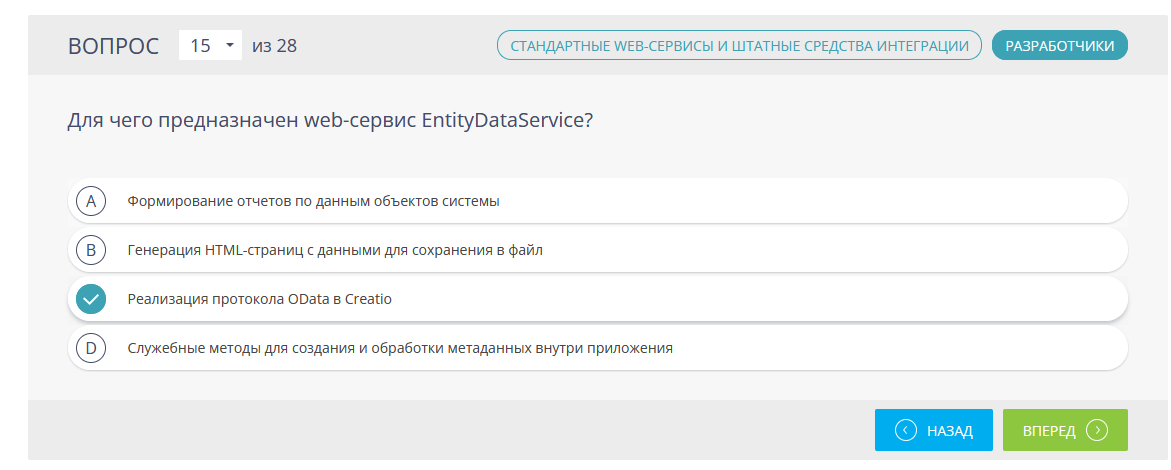 ВОПРОС 15 из 28 СТАНДАРТНЫЕ WEB-СЕРВИСЫ И ШТАТНЫЕ СРЕДСТВА ИНТЕГРАЦИИ РАЗРАБОТЧИКИ
Для чего предназначен web-сервис EntityDataService?
A Формирование отчетов по данным объектов системы
B Генерация HTML-страниц с данными для сохранения в файл
Реализация протокола OData в Creatio
D Служебные методы для создания и обработки метаданных внутри приложения
НАЗАД ВПЕРЕД